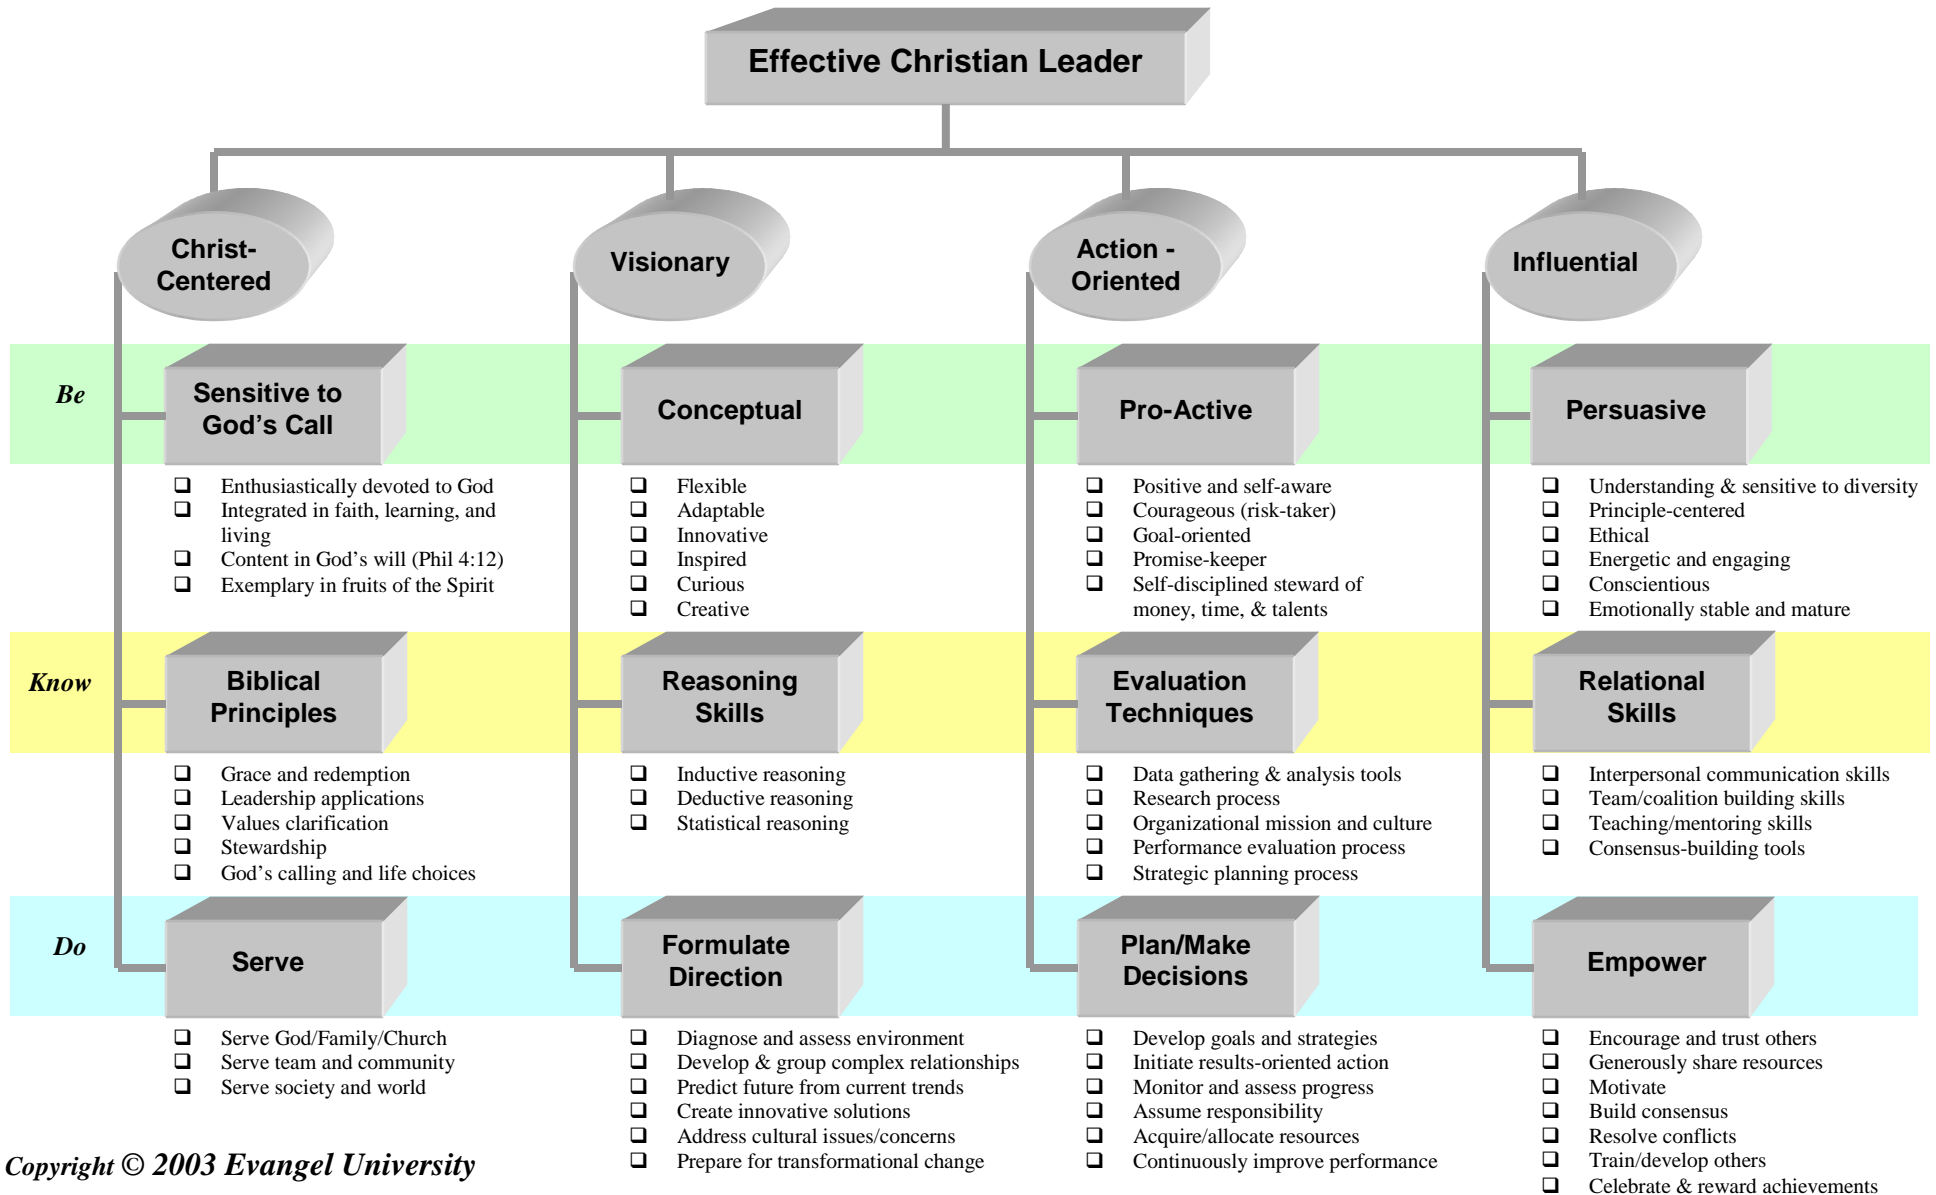 Effective Christian Leader
Christ-
Centered
Visionary
Action -
Oriented
Influential
Be
Sensitive to
God's Call
Conceptual
Pro-Active
Persuasive
❑ Enthusiastically devoted to God
❑ Integrated in faith, learning, and
living
❑ Content in God's will (Phil 4:12)
❑ Exemplary in fruits of the Spirit
❑ Flexible
❑ Adaptable
❑ Innovative
❑ Inspired
❑ Curious
❑ Creative
❑ Positive and self-aware
❑ Courageous (risk-taker)
❑ Goal-oriented
❑ Promise-keeper
❑ Self-disciplined steward of
money, time, & talents
❑ Understanding & sensitive to diversity
❑ Principle-centered
❑ Ethical
❑ Energetic and engaging
❑ Conscientious
❑ Emotionally stable and mature
Know
Biblical
Principles
Reasoning
Skills
Evaluation
Techniques
Relational
Skills
❑ Grace and redemption
❑ Leadership applications
❑ Values clarification
❑ Stewardship
❑ God's calling and life choices
❑ Inductive reasoning
❑ Deductive reasoning
❑ Statistical reasoning
❑ Data gathering & analysis tools
❑ Research process
❑ Organizational mission and culture
❑ Performance evaluation process
❑ Strategic planning process
❑ Interpersonal communication skills
❑ Team/coalition building skills
❑ Teaching/mentoring skills
❑ Consensus-building tools
Do
Serve
Formulate
Direction
Plan/Make
Decisions
Empower
❑ Serve God/Family/Church
❑ Serve team and community
❑ Serve society and world
❑ Diagnose and assess environment
❑ Develop & group complex relationships
❑ Predict future from current trends
❑ Create innovative solutions
❑ Address cultural issues/concerns
❑ Prepare for transformational change
❑ Develop goals and strategies
❑ Initiate results-oriented action
❑ Monitor and assess progress
❑ Assume responsibility
❑ Acquire/allocate resources
❑ Continuously improve performance
❑ Encourage and trust others
❑ Generously share resources
❑ Motivate
❑ Build consensus
❑ Resolve conflicts
❑ Train/develop others
❑ Celebrate & reward achievements
Copyright © 2003 Evangel University